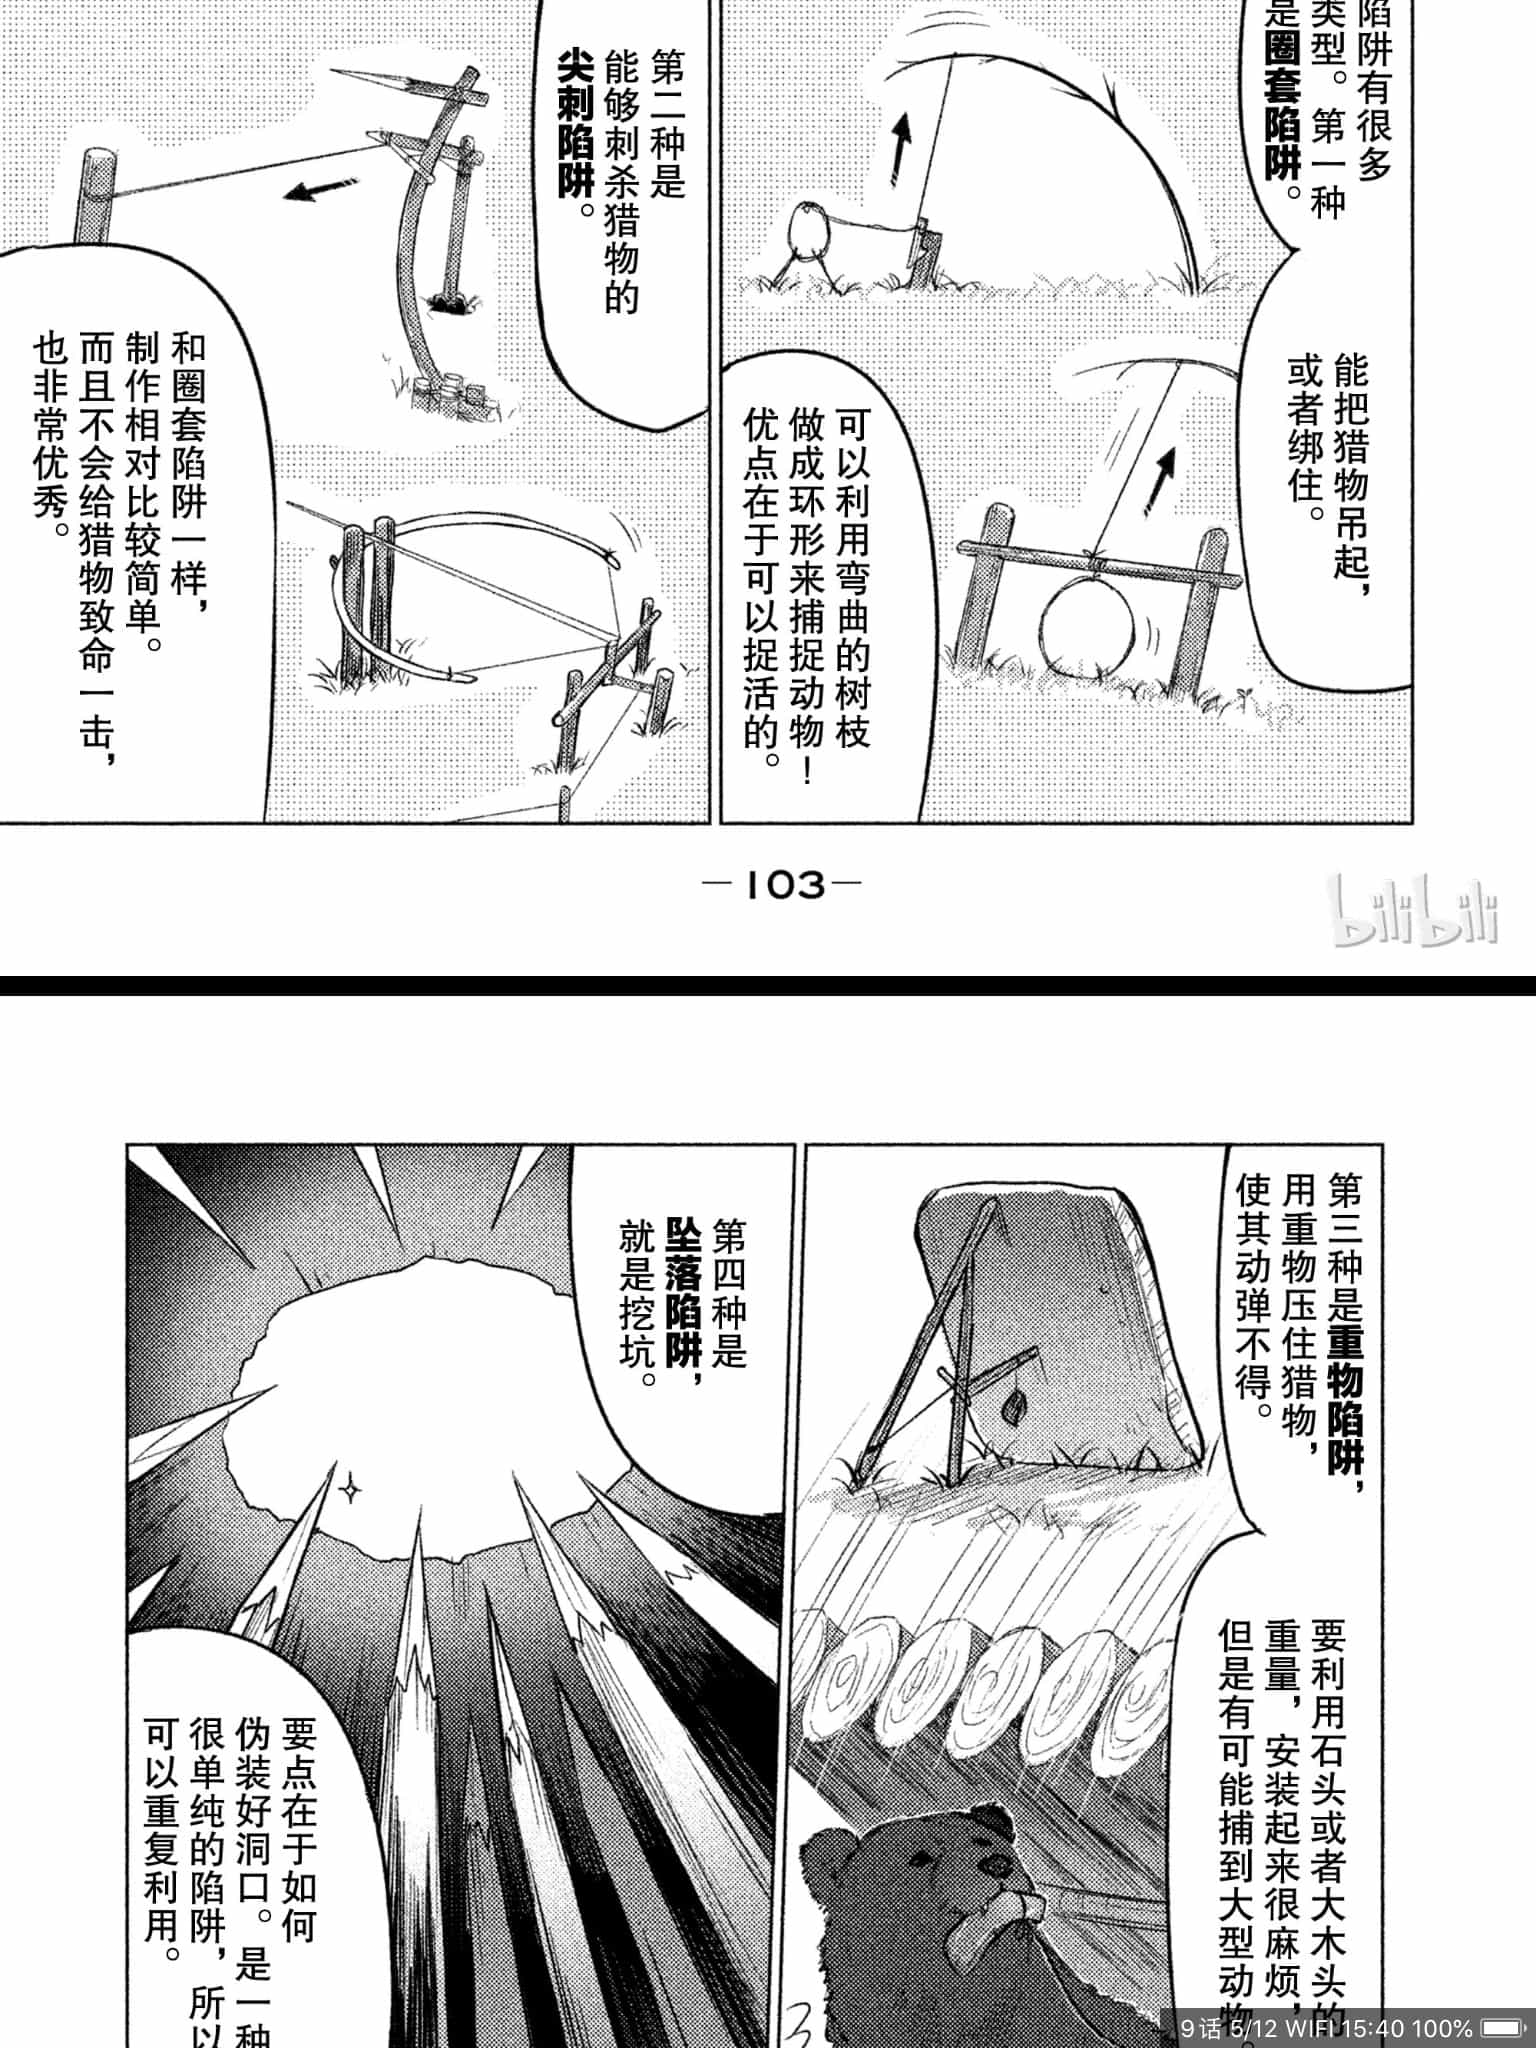 陷阱有很多
类型。第一种
是圈套陷阱。
能把猎物吊起，
或者绑住。
可以利用弯曲的树枝
做成环形来捕捉动物！
优点在于可以捉活的。
第二种是
能够刺杀猎物的
尖刺陷阱。
和圈套陷阱一样，
制作相对比较简单。
而且不会给猎物致命一击，
也非常优秀。
—103—
bilibili
第三种是重物陷阱，
用重物压住猎物，
使其动弹不得。
要利用石头或者大木头的
重量，安装起来很麻烦，
但是有可能捕到大型动物。
第四种是
坠落陷阱，
就是挖坑。
要点在于如何
伪装好洞口。是一种
很单纯的陷阱，所以
可以重复利用。
9话 5/12 WIFI 15:40 100%